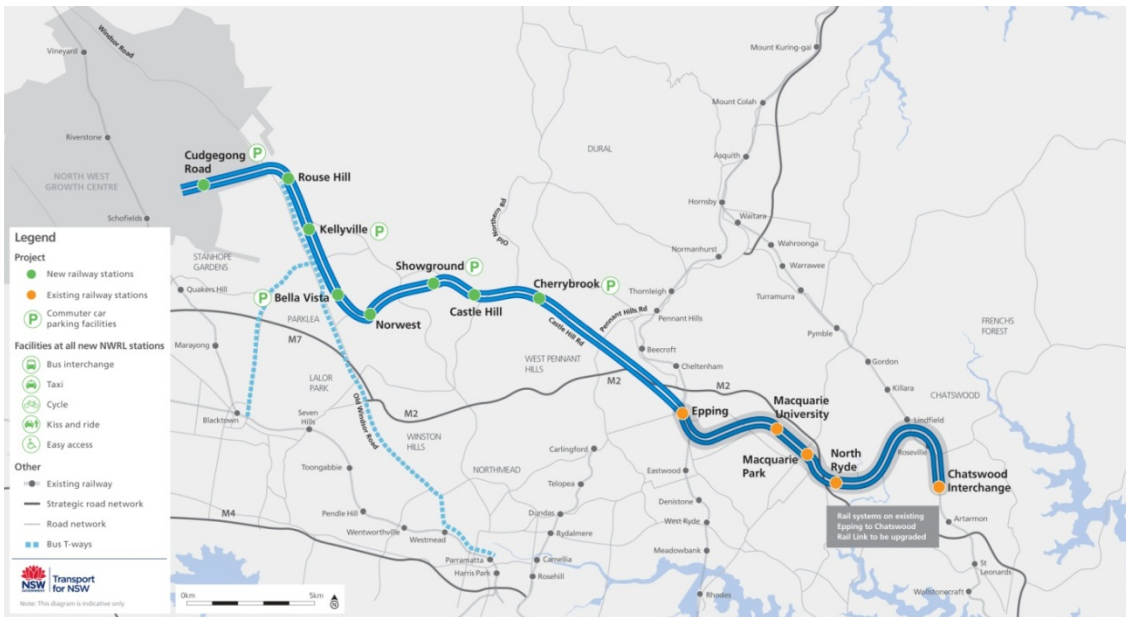 Windsor Road
Vineyard
Riverstone
NORTH WEST
GROWTH CENTRE
Schofields
Cudgegong
Road
P
Rouse Hill
Kellyville
P
STANHOPE
GARDENS
Quakers Hill
P
Bella Vista
PARKLEA
Norwest
Showground
P
Castle Hill
Cherrybrook
P
Castle Hill Rd
Pennant Hills Rd
Old Northern Rd
DURAL
Mount Kuring-gai
Mount Colah
Asquith
Hornsby
Waitara
Normanhurst
Wahroonga
Warrawee
Thornleigh
Turramurra
Pennant Hills
Pymble
FRENCHS
FOREST
Beecroft
Gordon
Cheltenham
Killara
CHATSWOOD
Lindfield
Roseville
WEST PENNANT
HILLS
M2
M2
M2
M7
Marayong
LALOR
PARK
Blacktown
Seven
Hills
Old Windsor Road
WINSTON
HILLS
Toongabbie
NORTHMEAD
Carlingford
Epping
Macquarie
University
Macquarie
Park
North
Ryde
Chatswood
Interchange
Rail systems on existing
Epping to Chatswood
Rail Link to be upgraded
Eastwood
Telopea
Denistone
Dundas
Rydalmere
West Ryde
Pendle Hill
Wentworthville
Westmead
M4
Parramatta
Harris Park
Camellia
Rosehill
Meadowbank
Rhodes
Artarmon
St
Leonards
Wollstonecraft
Legend
Project
New railway stations
Existing railway stations
P
Commuter car
parking facilities
Facilities at all new NWRL stations
Bus interchange
Taxi
Cycle
Kiss and ride
Easy access
Other
Existing railway
Strategic road network
Road network
Bus T-ways
NSW
Transport
for NSW
Note: This diagram is indicative only
0km
5km
N